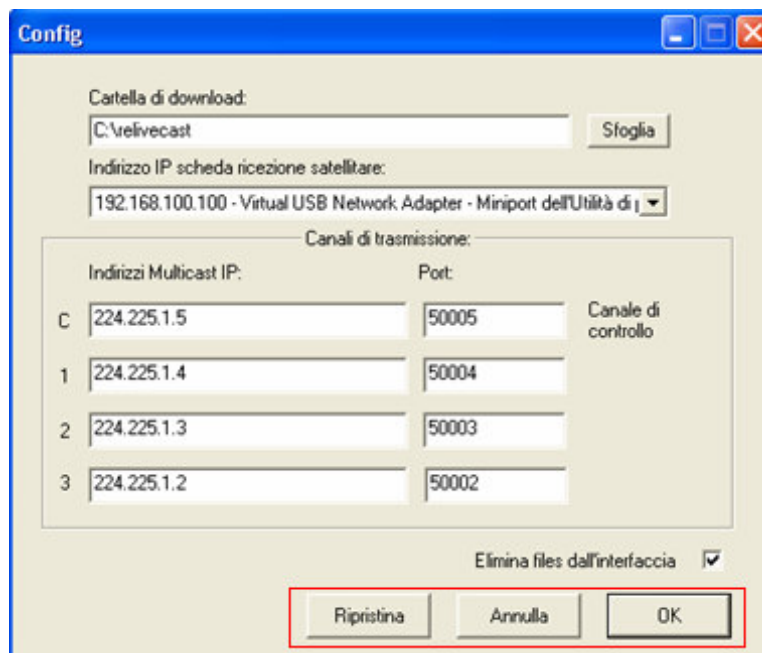 Config
Cartella di download:
C:\relivecast
Sfoglia
Indirizzo IP scheda ricezione satellitare:
192.168.100.100 - Virtual USB Network Adapter - Miniport dell'Utilità di
Canali di trasmissione:
Indirizzi Multicast IP: Port:
C 224.225.1.5 50005 Canale di
controllo
1 224.225.1.4 50004
2 224.225.1.3 50003
3 224.225.1.2 50002
Elimina files dall'interfaccia
Ripristina Annulla OK